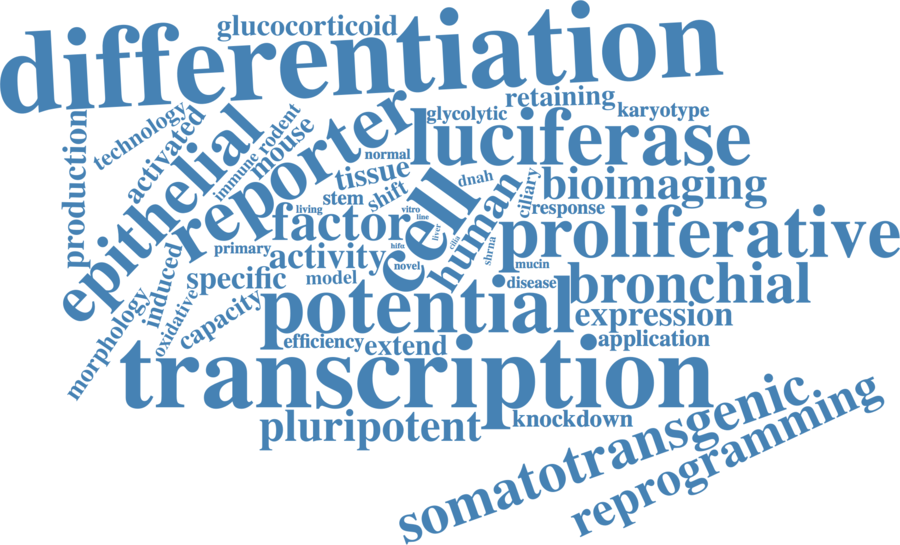 glucocorticoid
differentiation
retaining
glycolytic
karyotype
technology
activated
production
epithelial
immune
rodent
mouse
reporter
luciferase
normal
tissue
dnah
ciliary
bioimaging
stem
shift
cell
human
living
vitro
line
response
factor
liver
cilia
shrna
proliferative
hifu
primary
activity
novel
mucin
induced
specific
model
disease
bronchial
morphology
oxidative
capacity
potential
expression
efficiency
extend
application
transcription
pluripotent
knockdown
somatotransgenic
reprogramming